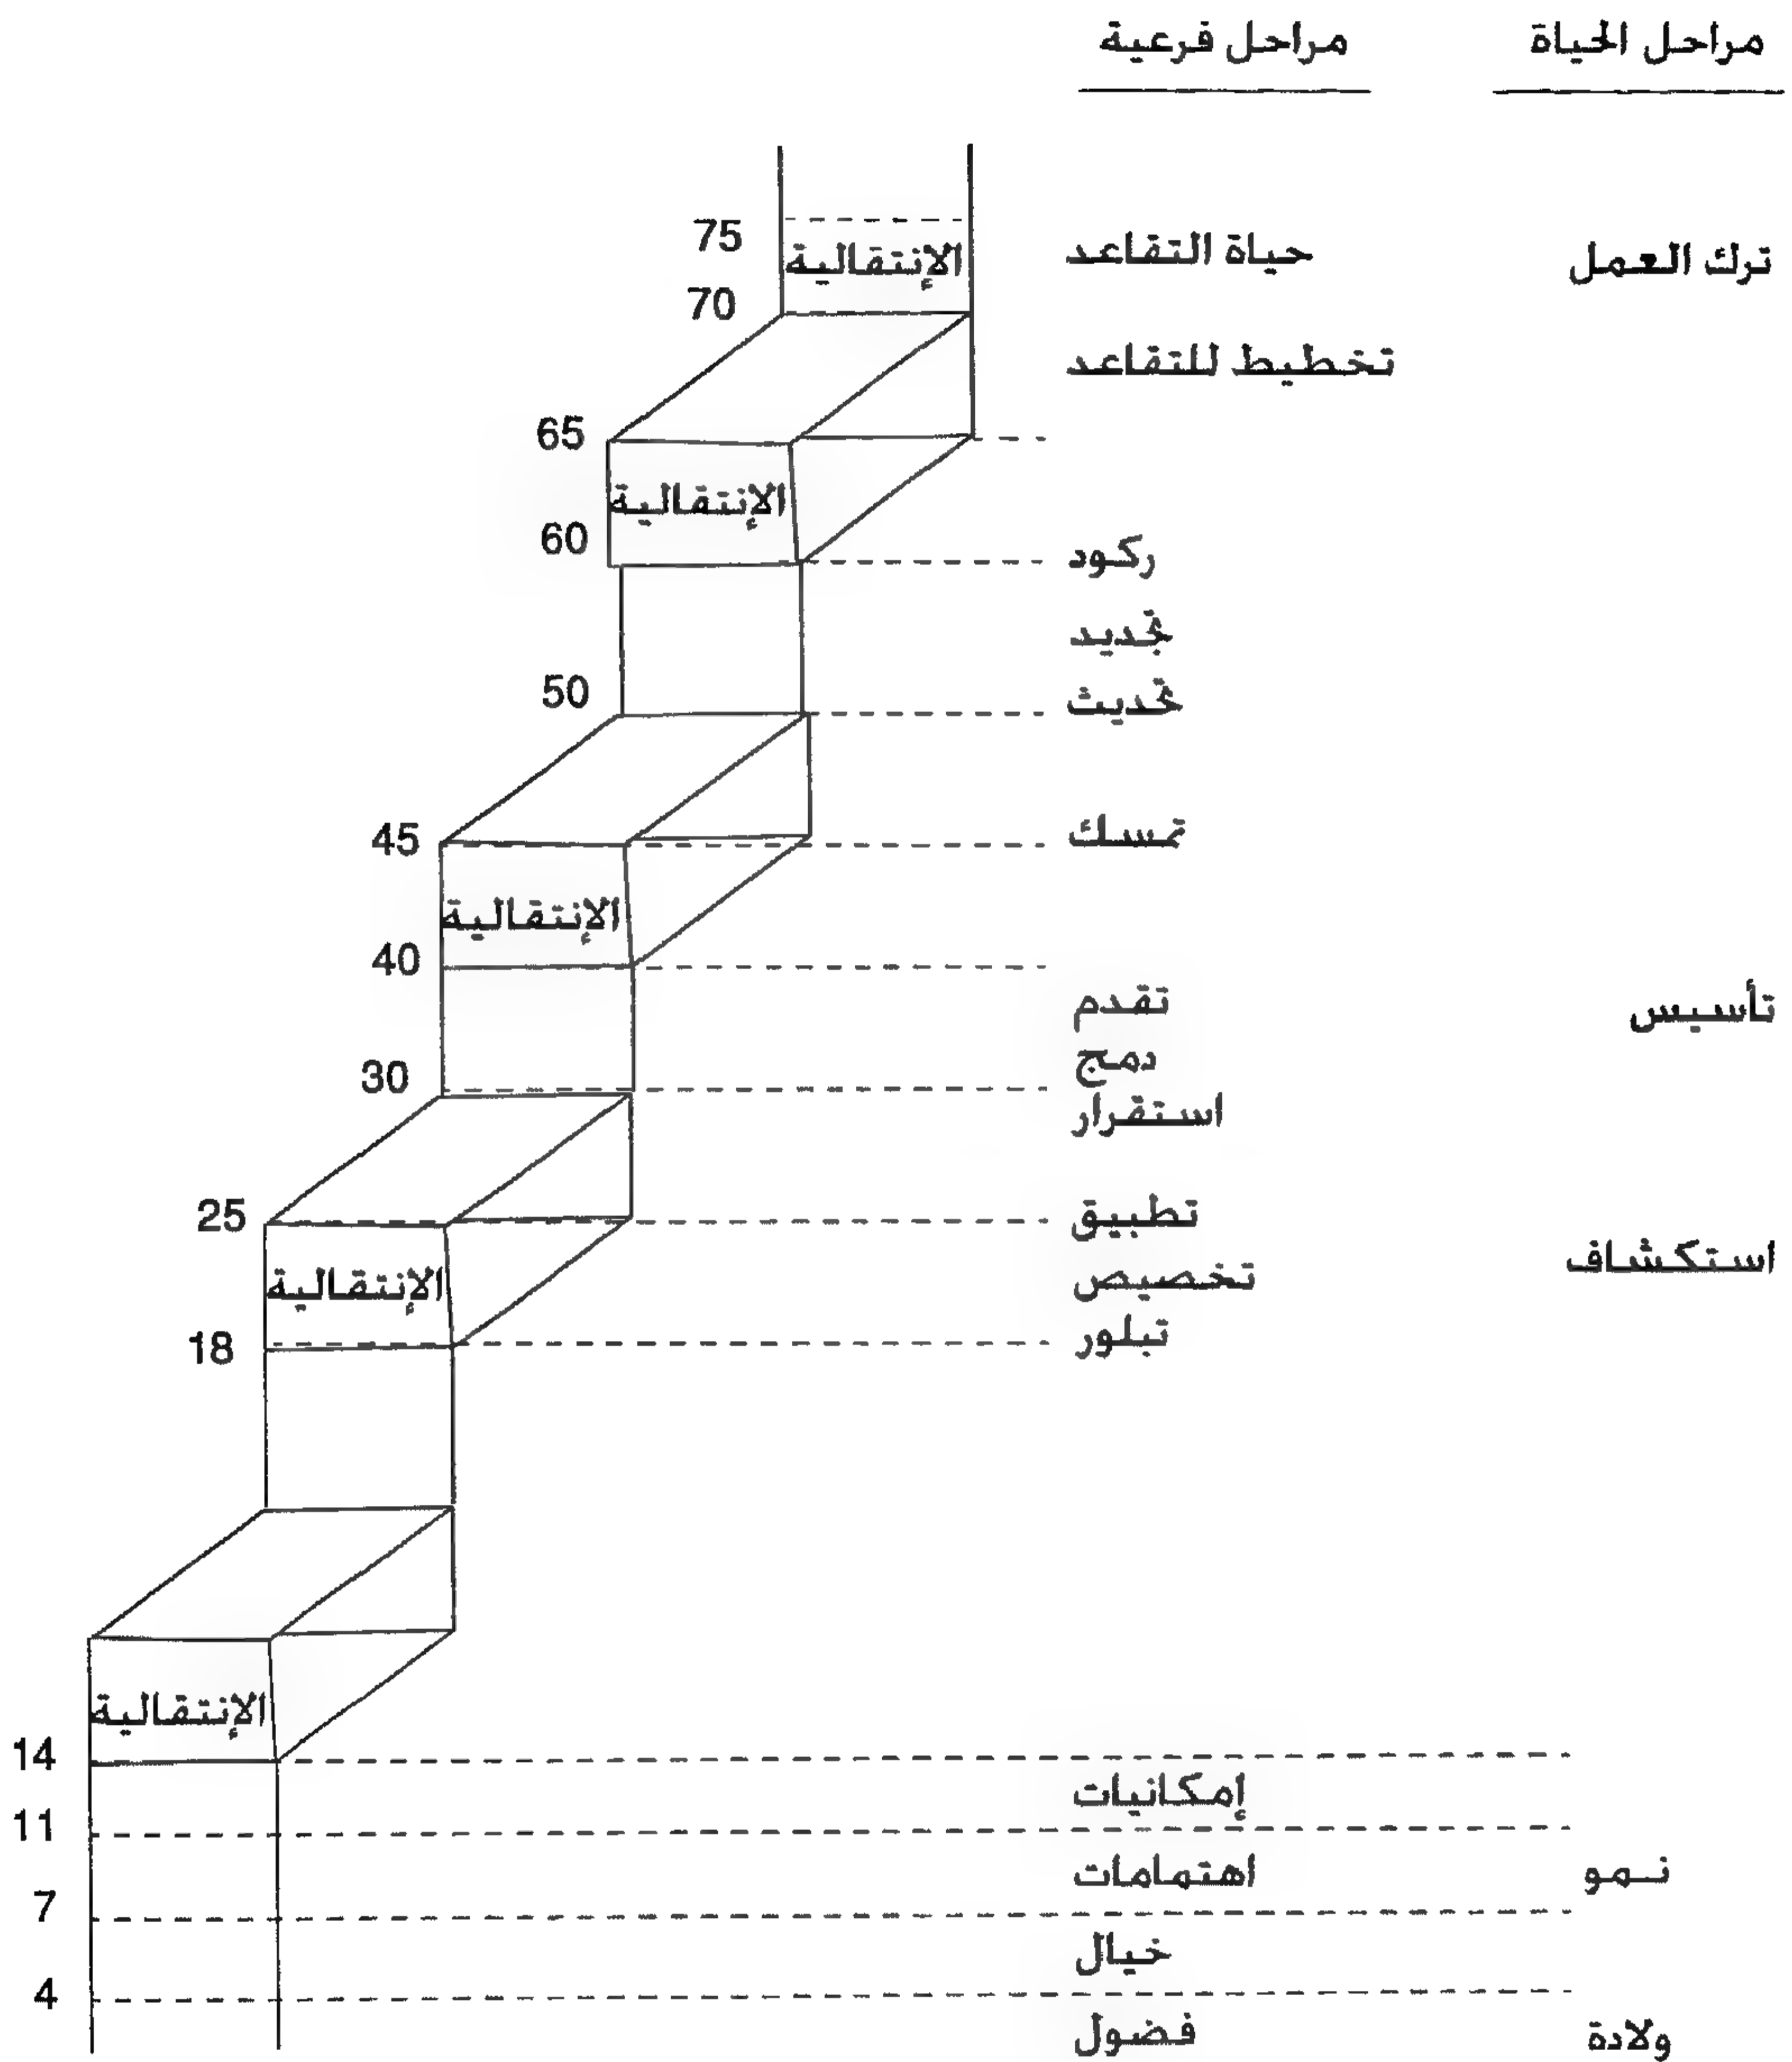 مراحل الحياة مراحل فرعية
ترك العمل حياة التقاعد الإنتقالية 75
70
تخطيط للتقاعد
65
الإنتقالية
ركود 60
تجديد
تحديث 50
تمسك 45
الإنتقالية
40
تأسيس تقدم
دمج 30
استقرار
تطبيق 25
استكشاف تخصيص الإنتقالية
تبلور 18
الإنتقالية
14
إمكانيات
11
نمو اهتمامات
7
خيال
4
ولادة فضول